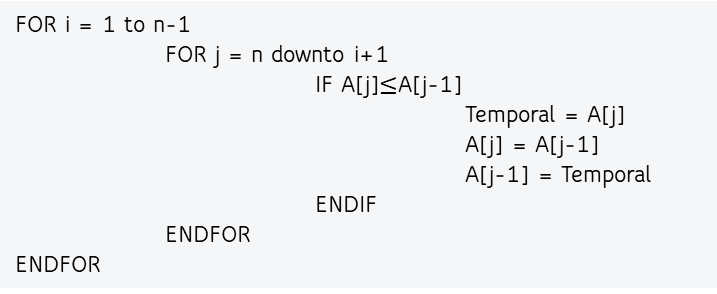 FOR i = 1 to n-1
FOR j = n downto i+1
IF A[j]≤A[j-1]
Temporal = A[j]
A[j] = A[j-1]
A[j-1] = Temporal
ENDIF
ENDFOR
ENDFOR